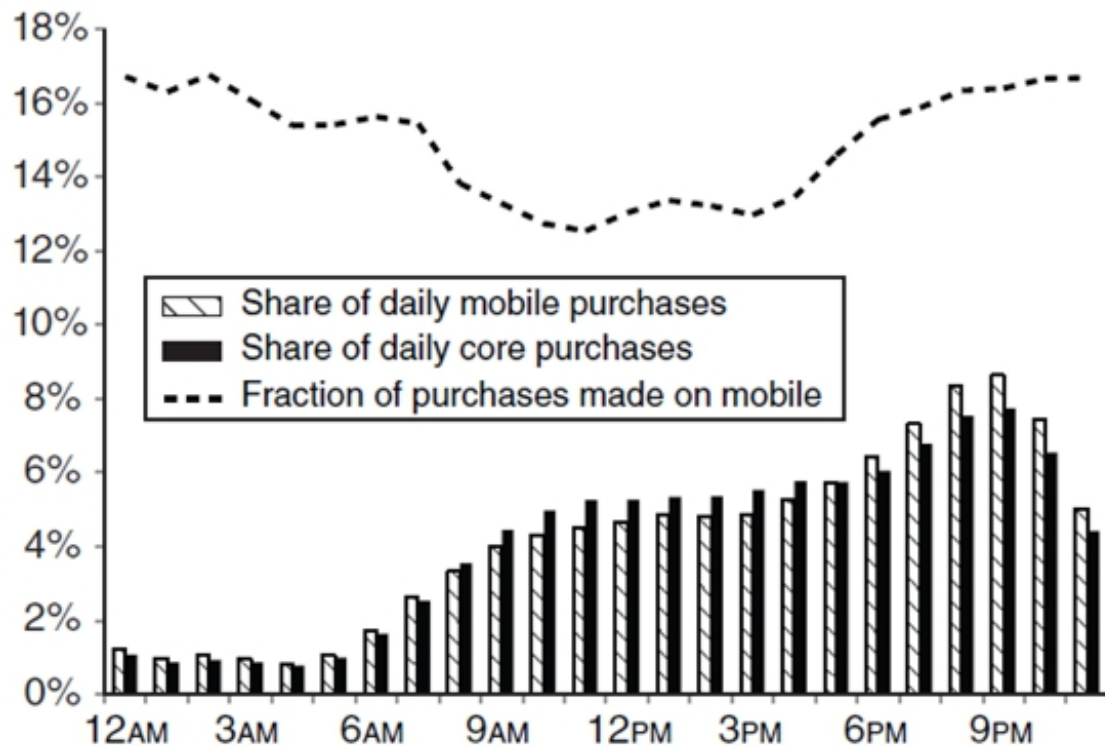 18%
16%
14%
12%
10%
8%
6%
4%
2%
0%
Share of daily mobile purchases
Share of daily core purchases
Fraction of purchases made on mobile
12AM 3AM 6AM 9AM 12PM 3PM 6PM 9PM